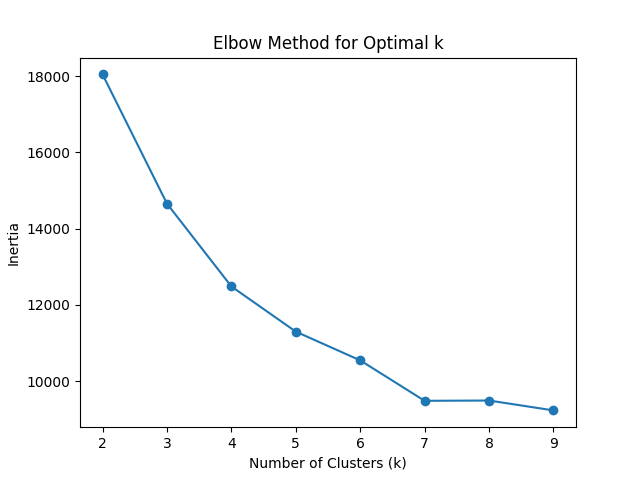 Elbow Method for Optimal k
18000
16000
14000
12000
10000
Inertia
2 3 4 5 6 7 8 9
Number of Clusters (k)